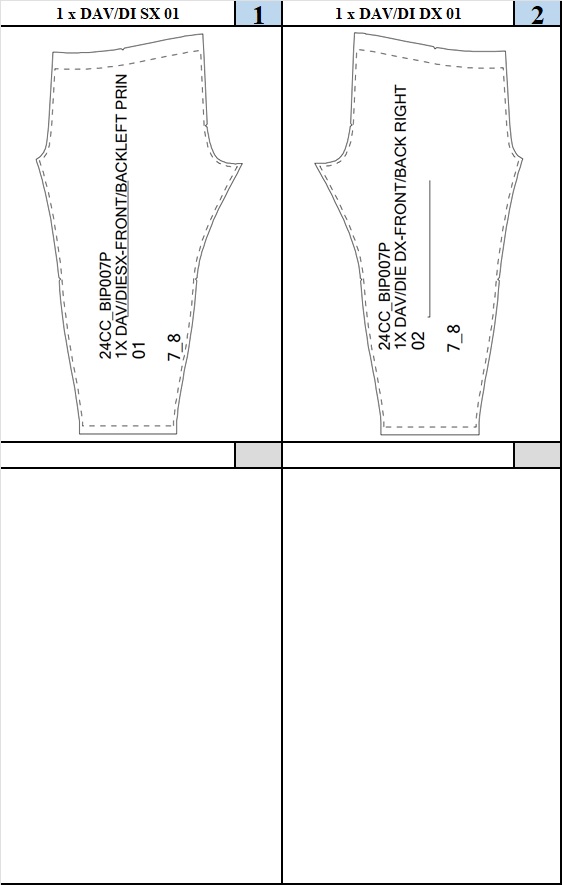 1 x DAV/DI SX 01
1
1 x DAV/DI DX 01
2
24CC_BIP007P
1X DAV/DIESX-FRONT/BACKLEFT PRIN
01
7_8
24CC_BIP007P
1X DAV/DIE DX-FRONT/BACK RIGHT
02
7_8